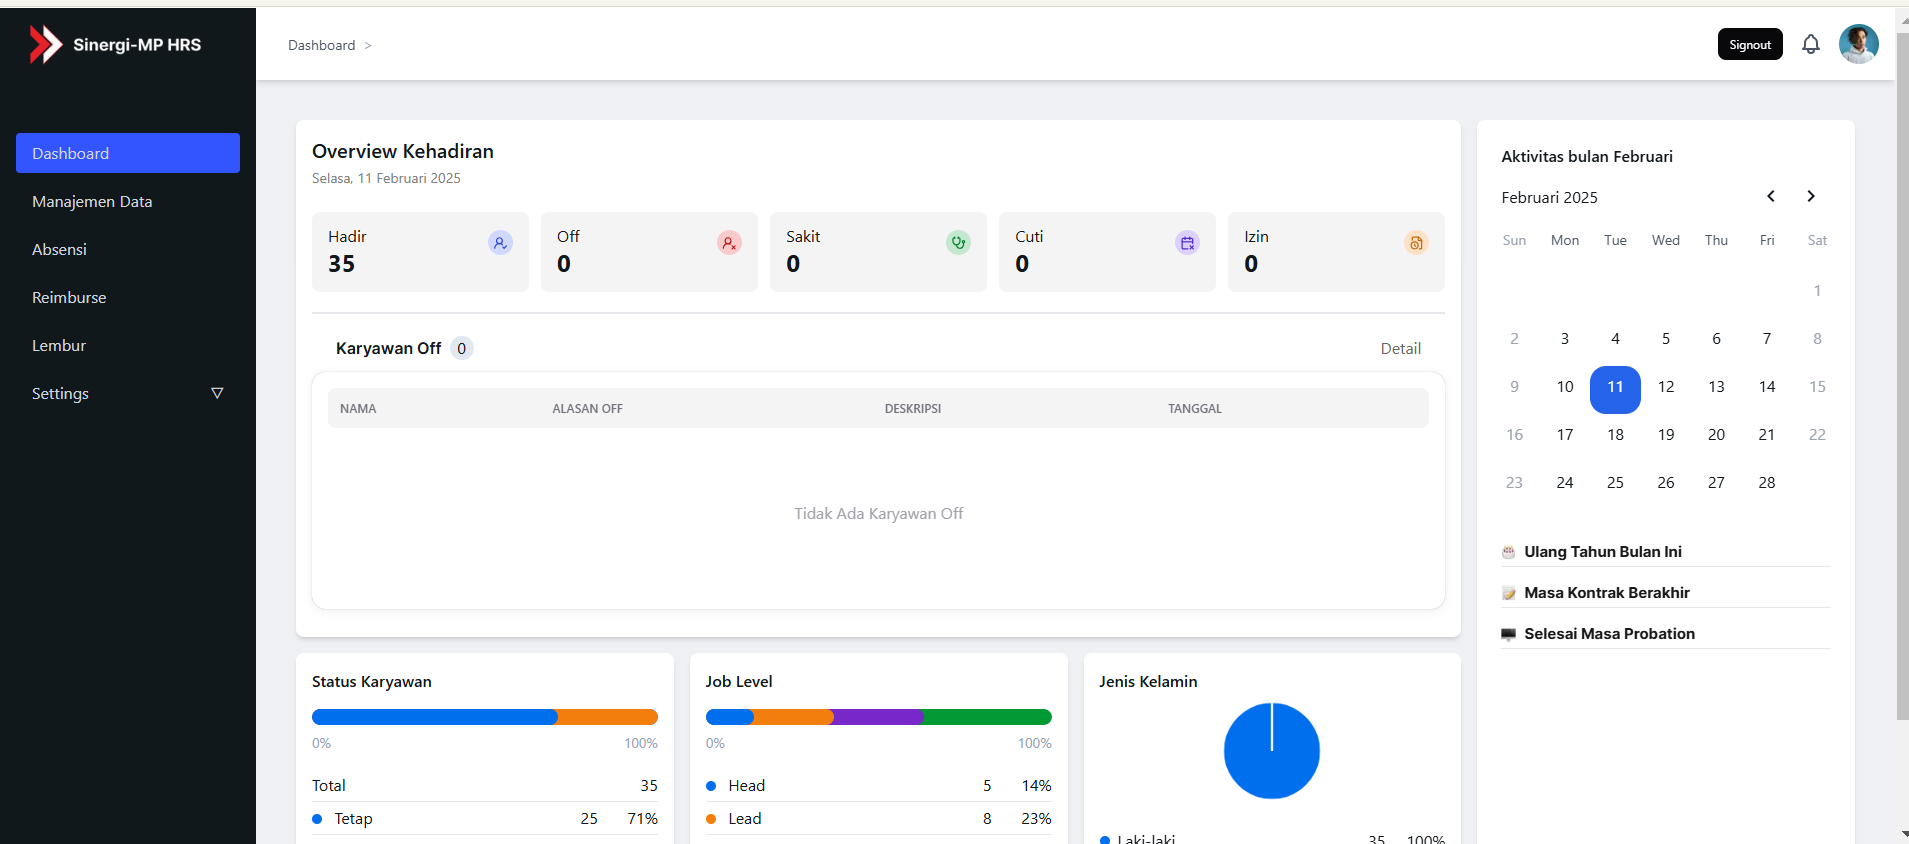 Sinergi-MP HRS
Dashboard >
Signout
Dashboard
Manajemen Data
Absensi
Reimburse
Lembur
Settings
Overview Kehadiran
Selasa, 11 Februari 2025
Hadir
35
Off
0
Sakit
0
Cuti
0
Izin
0
Karyawan Off 0
Detail
NAMA ALASAN OFF DESKRIPSI TANGGAL
Tidak Ada Karyawan Off
Aktivitas bulan Februari
Februari 2025
Sun Mon Tue Wed Thu Fri Sat
1
2 3 4 5 6 7 8
9 10 11 12 13 14 15
16 17 18 19 20 21 22
23 24 25 26 27 28
Ulang Tahun Bulan Ini
Masa Kontrak Berakhir
Selesai Masa Probation
Status Karyawan
0% 100%
Total 35
Tetap 25 71%
Job Level
0% 100%
Head 5 14%
Lead 8 23%
Jenis Kelamin
Laki-laki 35 100%